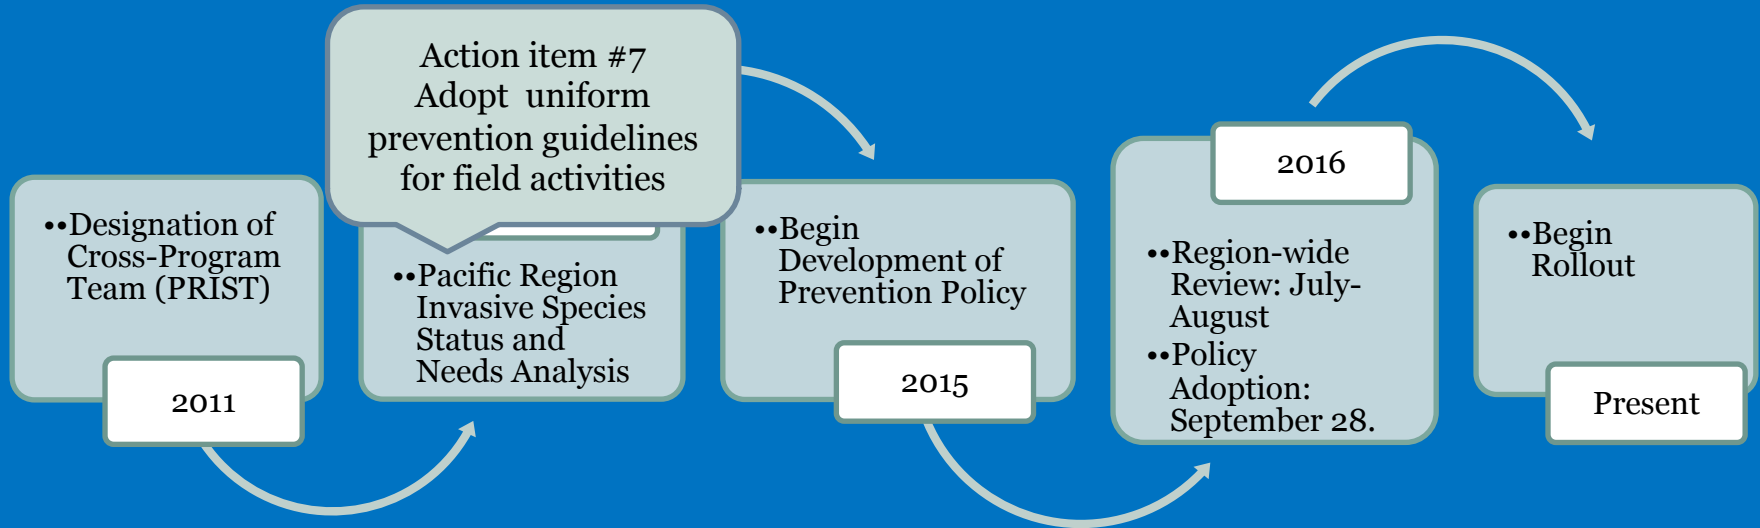 ••Designation of
Cross-Program
Team (PRIST)
2011
Action item #7
Adopt uniform
prevention guidelines
for field activities
••Pacific Region
Invasive Species
Status and
Needs Analysis
••Begin
Development of
Prevention Policy
2015
2016
••Region-wide
Review: July-
August
••Policy
Adoption:
September 28.
••Begin
Rollout
Present